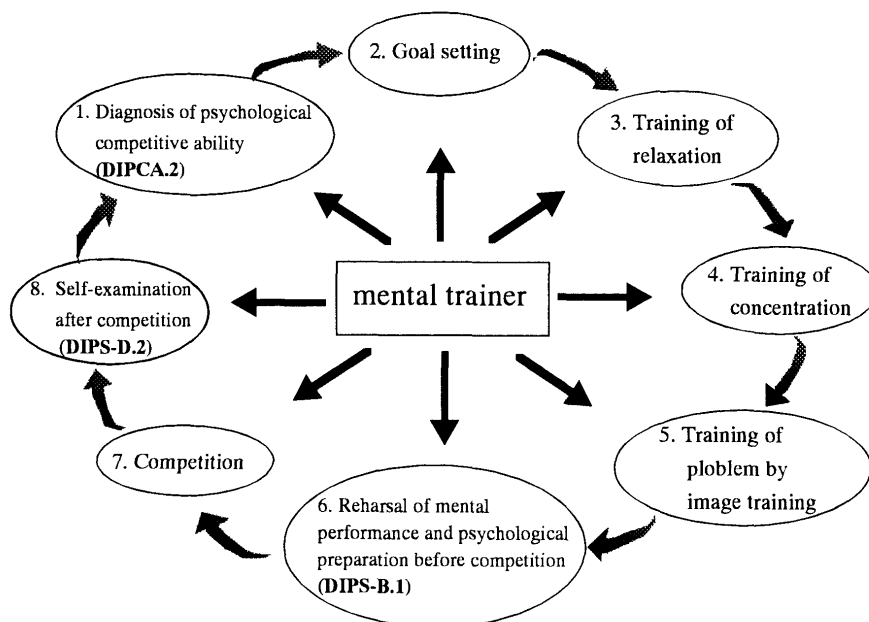 1. Diagnosis of psychological
competitive ability
(DIPCA.2)
2. Goal setting
3. Training of
relaxation
4. Training of
concentration
5. Training of
ploblem by
image training
6. Reharsal of mental
performance and psychological
preparation before competition
(DIPS-B.1)
7. Competition
8. Self-examination
after competition
(DIPS-D.2)
mental trainer